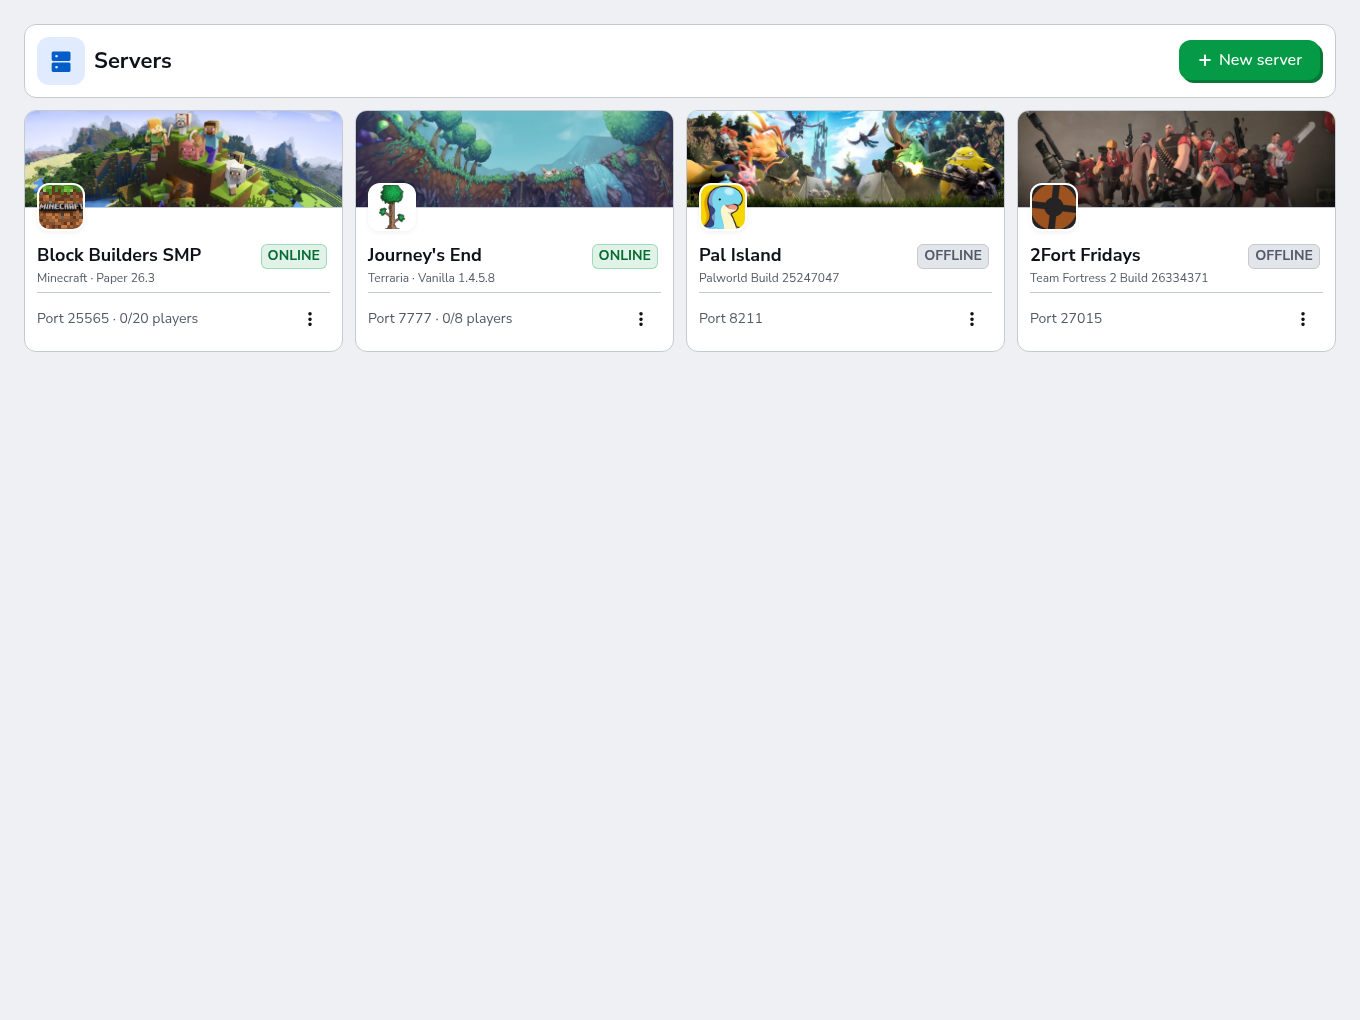 Servers
+ New server
MINECRAFT
Block Builders SMP
ONLINE
Minecraft · Paper 26.3
Port 25565 · 0/20 players
Journey's End
ONLINE
Terraria · Vanilla 1.4.5.8
Port 7777 · 0/8 players
Pal Island
OFFLINE
Palworld Build 25247047
Port 8211
2Fort Fridays
OFFLINE
Team Fortress 2 Build 26334371
Port 27015